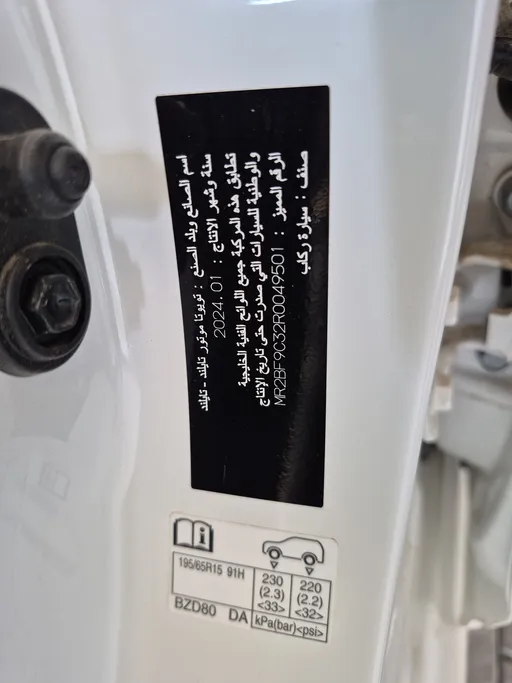 اسم الصانع وبلد الصنع : تويوتا موتور تايلند - تايلند
سنة وشهر الانتاج : 2024.01
تطابق هذه المركبة جميع اللوائح الفنية الخليجية
والوطنية للسيارات التي صدرت حتى تاريخ الإنتاج
الرقم المميز : MR2BF9C32R0049501
صنف : سيارة ركاب
195/65R15 91H
230
(2.3)
<33>
220
(2.2)
<32>
BZD80 DA
kPa(bar)<psi>